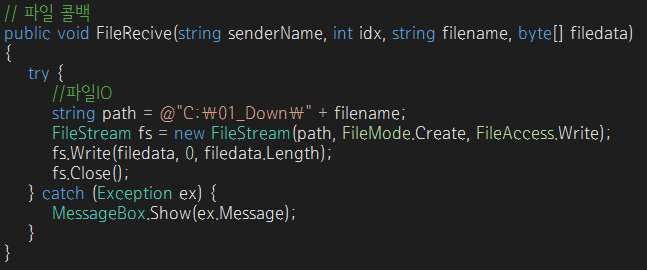 // 파일 콜백
public void FileRecive(string senderName, int idx, string filename, byte[] filedata)
{
    try {
        //파일IO
        string path = @"C:₩01_Down₩" + filename;
        FileStream fs = new FileStream(path, FileMode.Create, FileAccess.Write);
        fs.Write(filedata, 0, filedata.Length);
        fs.Close();
    } catch (Exception ex) {
        MessageBox.Show(ex.Message);
    }
}